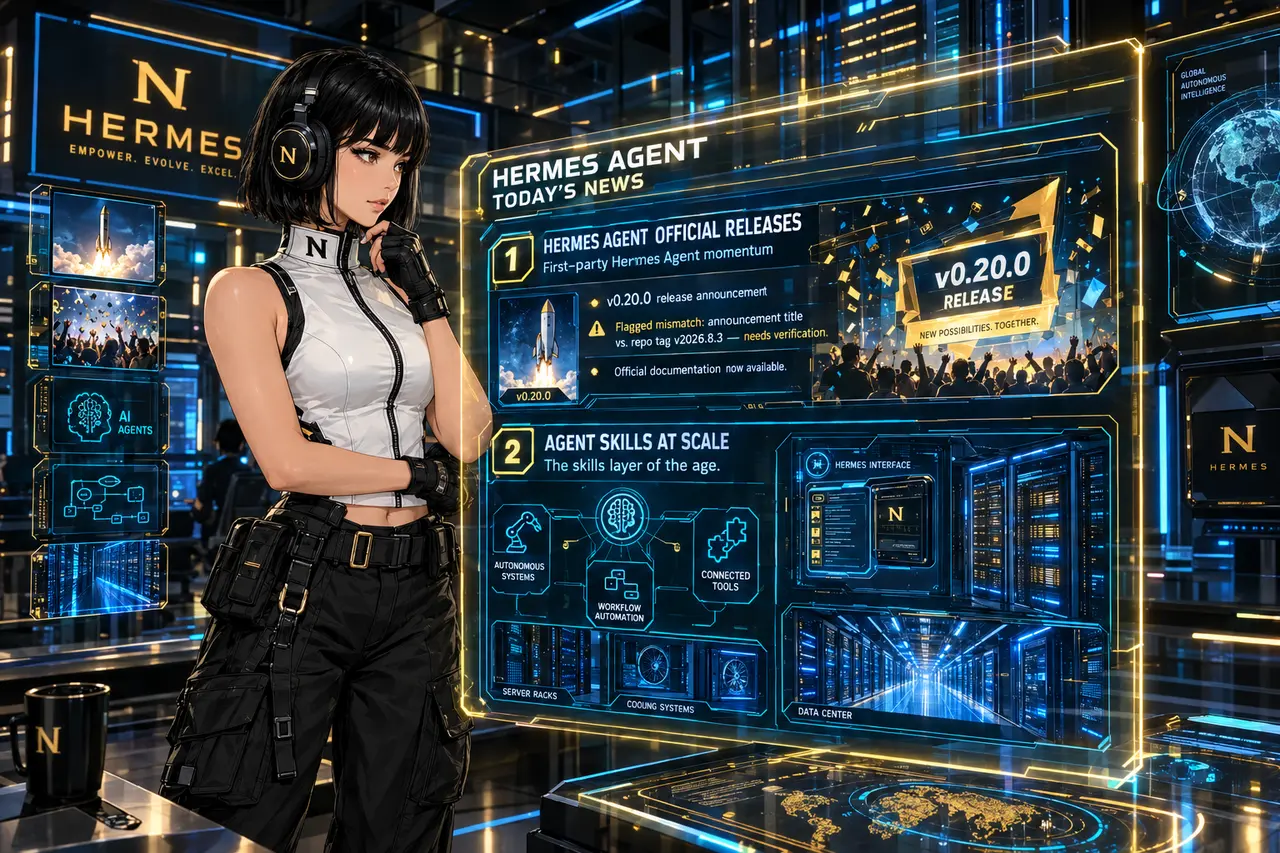 N
HERMES
EMPOWER. EVOLVE. EXCEL.
N
N
AI
AGENTS
N
HERMES AGENT
TODAY'S NEWS
1
HERMES AGENT OFFICIAL RELEASES
First-party Hermes Agent momentum
v0.20.0
v0.20.0 release announcement
Flagged mismatch: announcement title
vs. repo tag v2026.8.3 — needs verification.
Official documentation now available.
v0.20.0
RELEASE
NEW POSSIBILITIES. TOGETHER.
2
AGENT SKILLS AT SCALE
The skills layer of the age.
AUTONOMOUS
SYSTEMS
WORKFLOW
AUTOMATION
CONNECTED
TOOLS
SERVER RACKS
COOLING SYSTEMS
HERMES INTERFACE
N
DATA CENTER
GLOBAL
AUTONOMOUS
INTELLIGENCE
N
HERMES